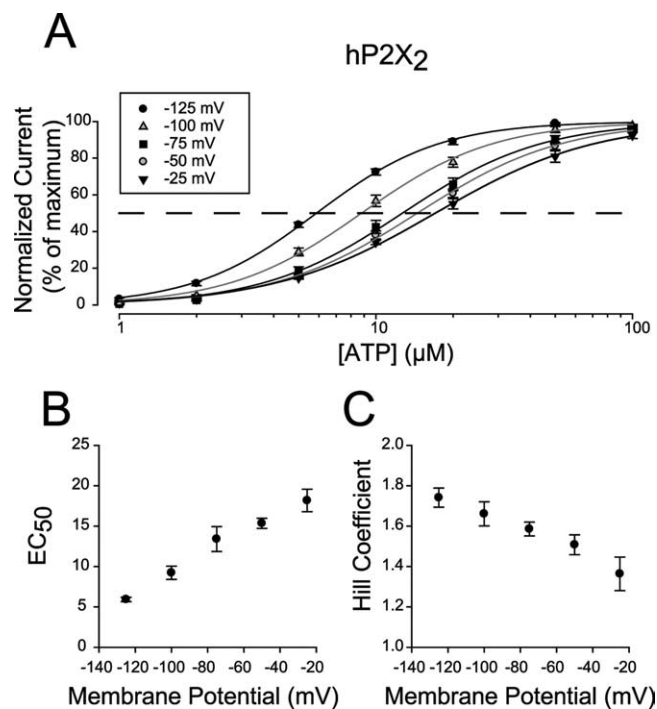 A
hP2X2
Normalized Current
(% of maximum)
100
80
60
40
20
0
-125 mV
-100 mV
-75 mV
-50 mV
-25 mV
1
10
100
[ATP] (µM)
B
EC50
25
20
15
10
5
0
-140 -120 -100 -80 -60 -40 -20
Membrane Potential (mV)
C
Hill Coefficient
2.0
1.8
1.6
1.4
1.2
1.0
-140 -120 -100 -80 -60 -40 -20
Membrane Potential (mV)